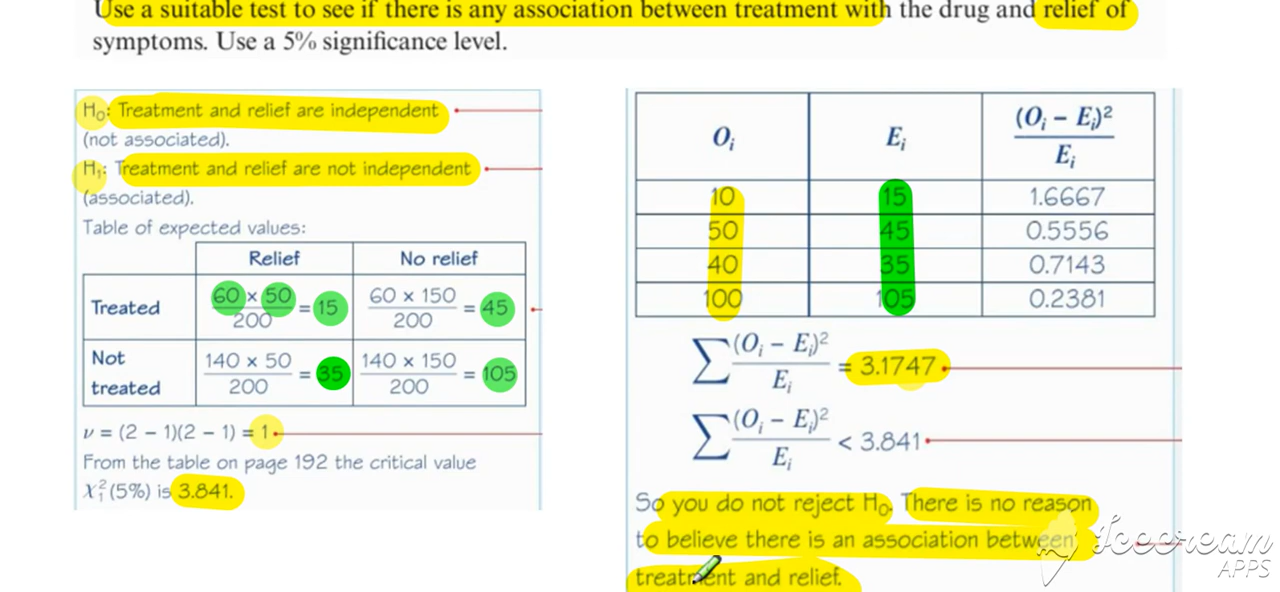 Use a suitable test to see if there is any association between treatment with the drug and relief of
symptoms. Use a 5% significance level.
H₀: Treatment and relief are independent
(not associated).
H₁: Treatment and relief are not independent
(associated).
Table of expected values:
Relief No relief
Treated 60 × 50 / 200 = 15 60 × 150 / 200 = 45
Not treated 140 × 50 / 200 = 35 140 × 150 / 200 = 105
ν = (2 − 1)(2 − 1) = 1
From the table on page 192 the critical value
χ₁² (5%) is 3.841.
Oᵢ Eᵢ (Oᵢ − Eᵢ)² / Eᵢ
10 15 1.6667
50 45 0.5556
40 35 0.7143
100 105 0.2381
∑ (Oᵢ − Eᵢ)² / Eᵢ = 3.1747
∑ (Oᵢ − Eᵢ)² / Eᵢ < 3.841
So you do not reject H₀. There is no reason
to believe there is an association between
treatment and relief.
Icecream
APPS